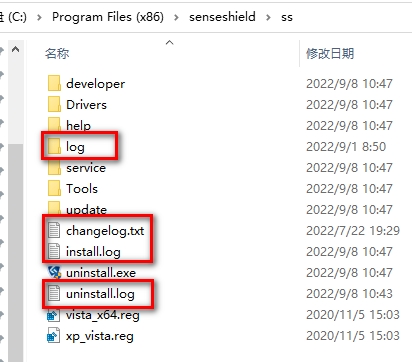 (C:) › Program Files (x86) › senseshield › ss
名称 修改日期
developer 2022/9/8 10:47
Drivers 2022/9/8 10:47
help 2022/9/8 10:47
log 2022/9/1 8:50
service 2022/9/8 10:47
Tools 2022/9/8 10:47
update 2022/9/8 10:47
changelog.txt 2022/7/22 19:29
install.log 2022/9/8 10:47
uninstall.exe 2022/9/8 10:47
uninstall.log 2022/9/8 10:43
vista_x64.reg 2020/11/5 15:03
xp_vista.reg 2020/11/5 15:03